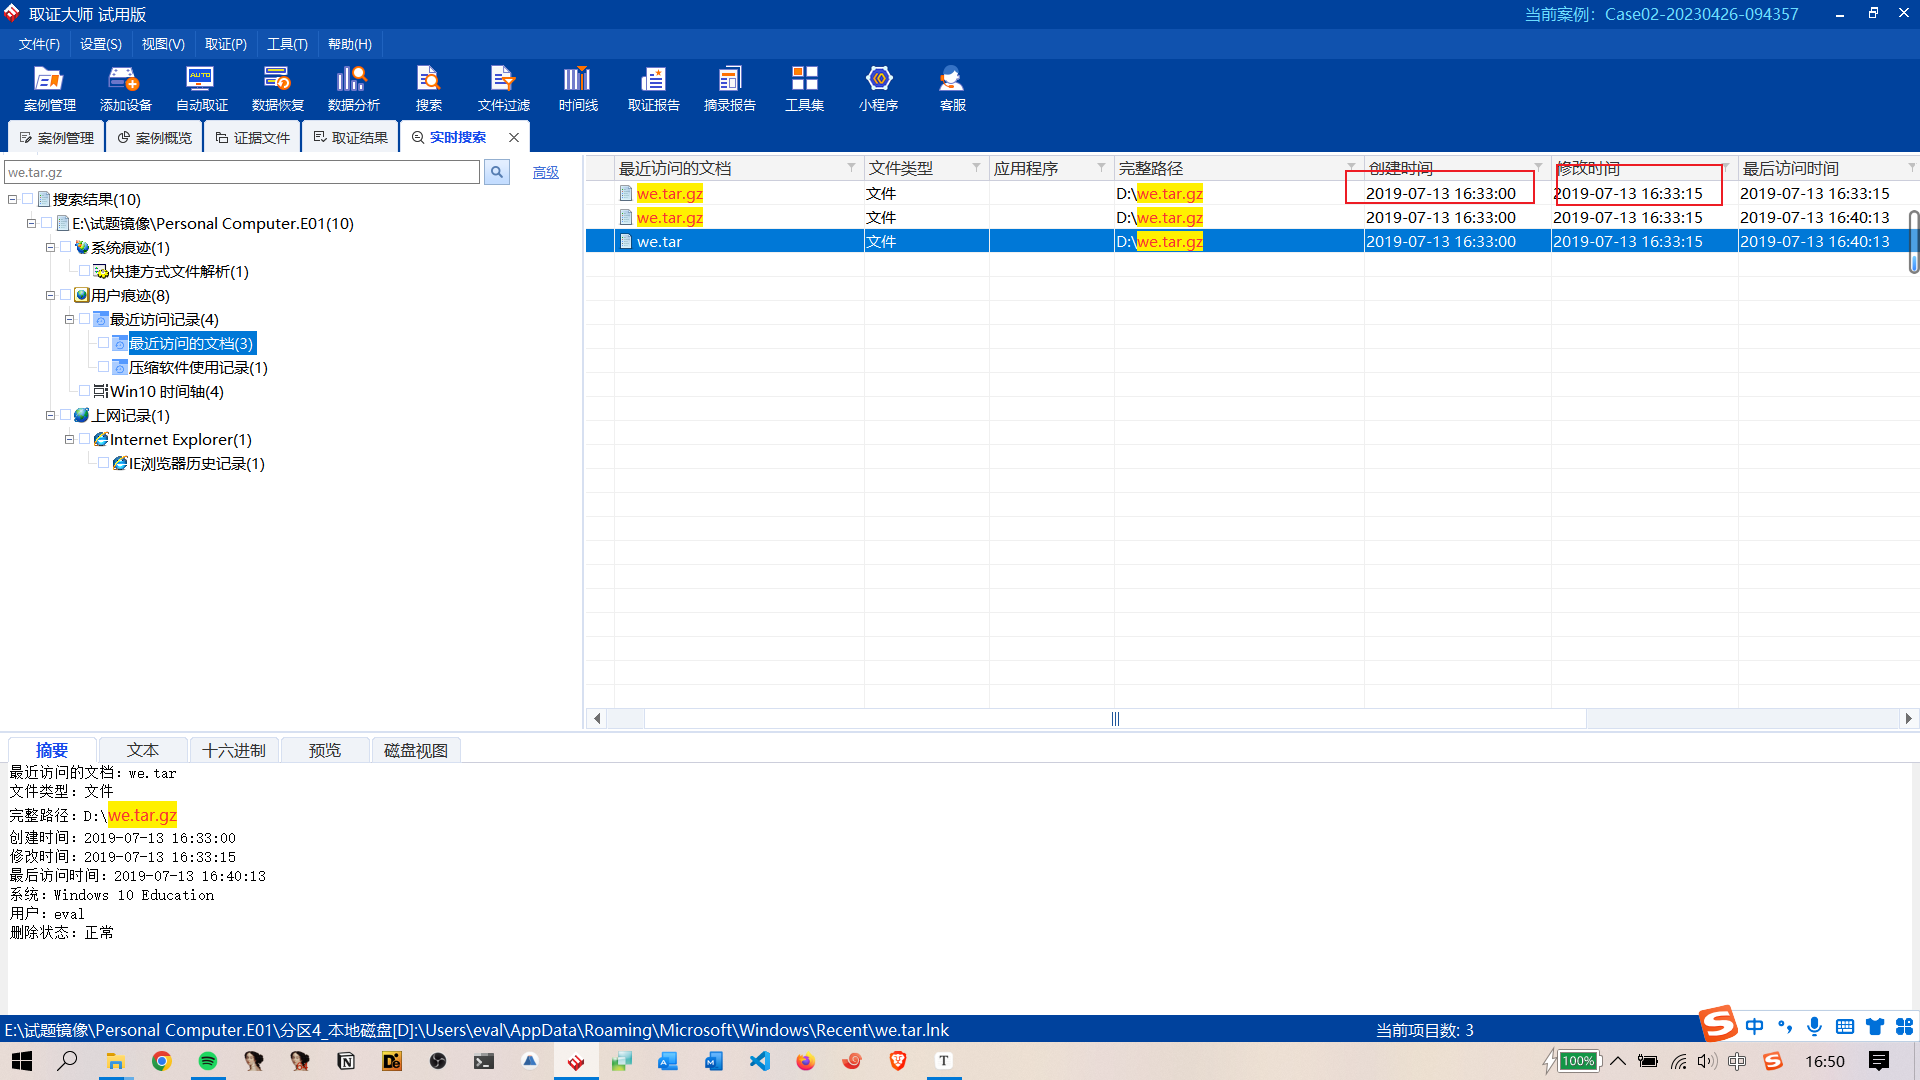 取证大师 试用版
当前案例：Case02-20230426-094357
文件(F) 设置(S) 视图(V) 取证(P) 工具(T) 帮助(H)
案例管理 添加设备 自动取证 数据恢复 数据分析 搜索 文件过滤 时间线 取证报告 摘录报告 工具集 小程序 客服
案例管理 案例概览 证据文件 取证结果 实时搜索
we.tar.gz 高级
搜索结果(10)
E:\试题镜像\Personal Computer.E01(10)
系统痕迹(1)
快捷方式文件解析(1)
用户痕迹(8)
最近访问记录(4)
最近访问的文档(3)
压缩软件使用记录(1)
Win10 时间轴(4)
上网记录(1)
Internet Explorer(1)
IE浏览器历史记录(1)
最近访问的文档 文件类型 应用程序 完整路径 创建时间 修改时间 最后访问时间
we.tar.gz 文件 D:\we.tar.gz 2019-07-13 16:33:00 2019-07-13 16:33:15 2019-07-13 16:33:15
we.tar.gz 文件 D:\we.tar.gz 2019-07-13 16:33:00 2019-07-13 16:33:15 2019-07-13 16:40:13
we.tar 文件 D:\we.tar.gz 2019-07-13 16:33:00 2019-07-13 16:33:15 2019-07-13 16:40:13
摘要 文本 十六进制 预览 磁盘视图
最近访问的文档：we.tar
文件类型：文件
完整路径：D:\we.tar.gz
创建时间：2019-07-13 16:33:00
修改时间：2019-07-13 16:33:15
最后访问时间：2019-07-13 16:40:13
系统：Windows 10 Education
用户：eval
删除状态：正常
E:\试题镜像\Personal Computer.E01\分区4_本地磁盘[D]:\Users\eval\AppData\Roaming\Microsoft\Windows\Recent\we.tar.lnk
当前项目数: 3
中
100% 中 16:50